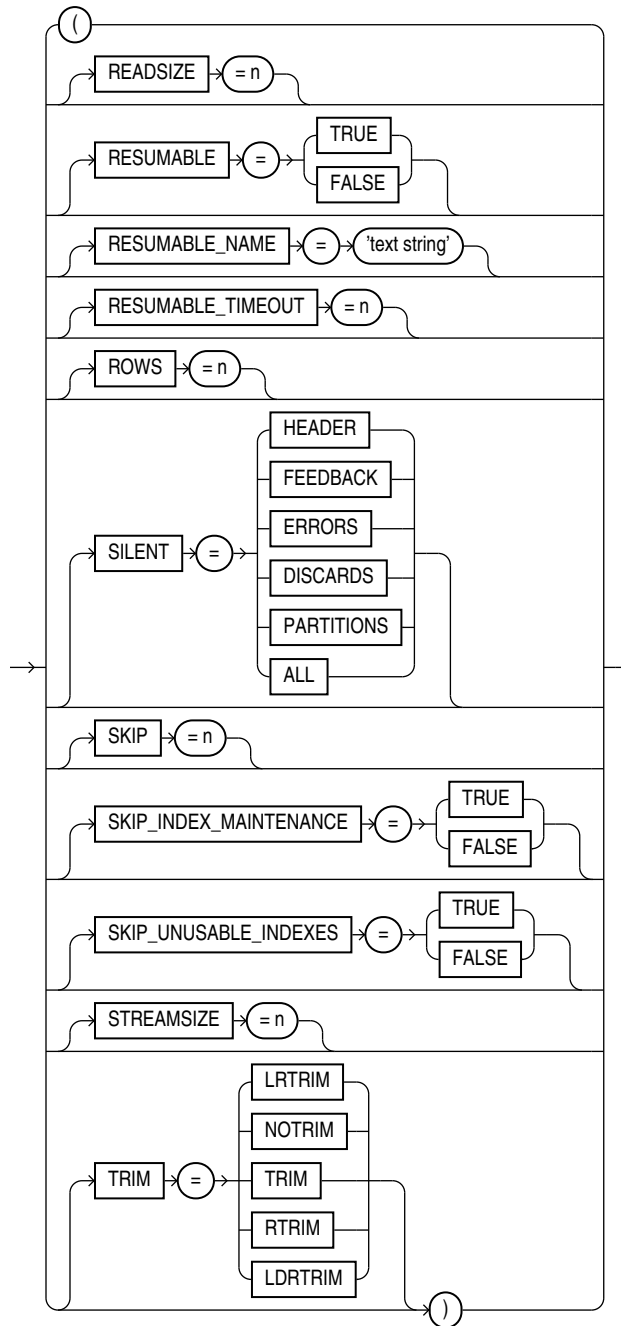 (
READSIZE = n
RESUMABLE = TRUE
FALSE
RESUMABLE_NAME = 'text string'
RESUMABLE_TIMEOUT = n
ROWS = n
SILENT = HEADER
FEEDBACK
ERRORS
DISCARDS
PARTITIONS
ALL
SKIP = n
SKIP_INDEX_MAINTENANCE = TRUE
FALSE
SKIP_UNUSABLE_INDEXES = TRUE
FALSE
STREAMSIZE = n
TRIM = LRTRIM
NOTRIM
TRIM
RTRIM
LDRTRIM
)